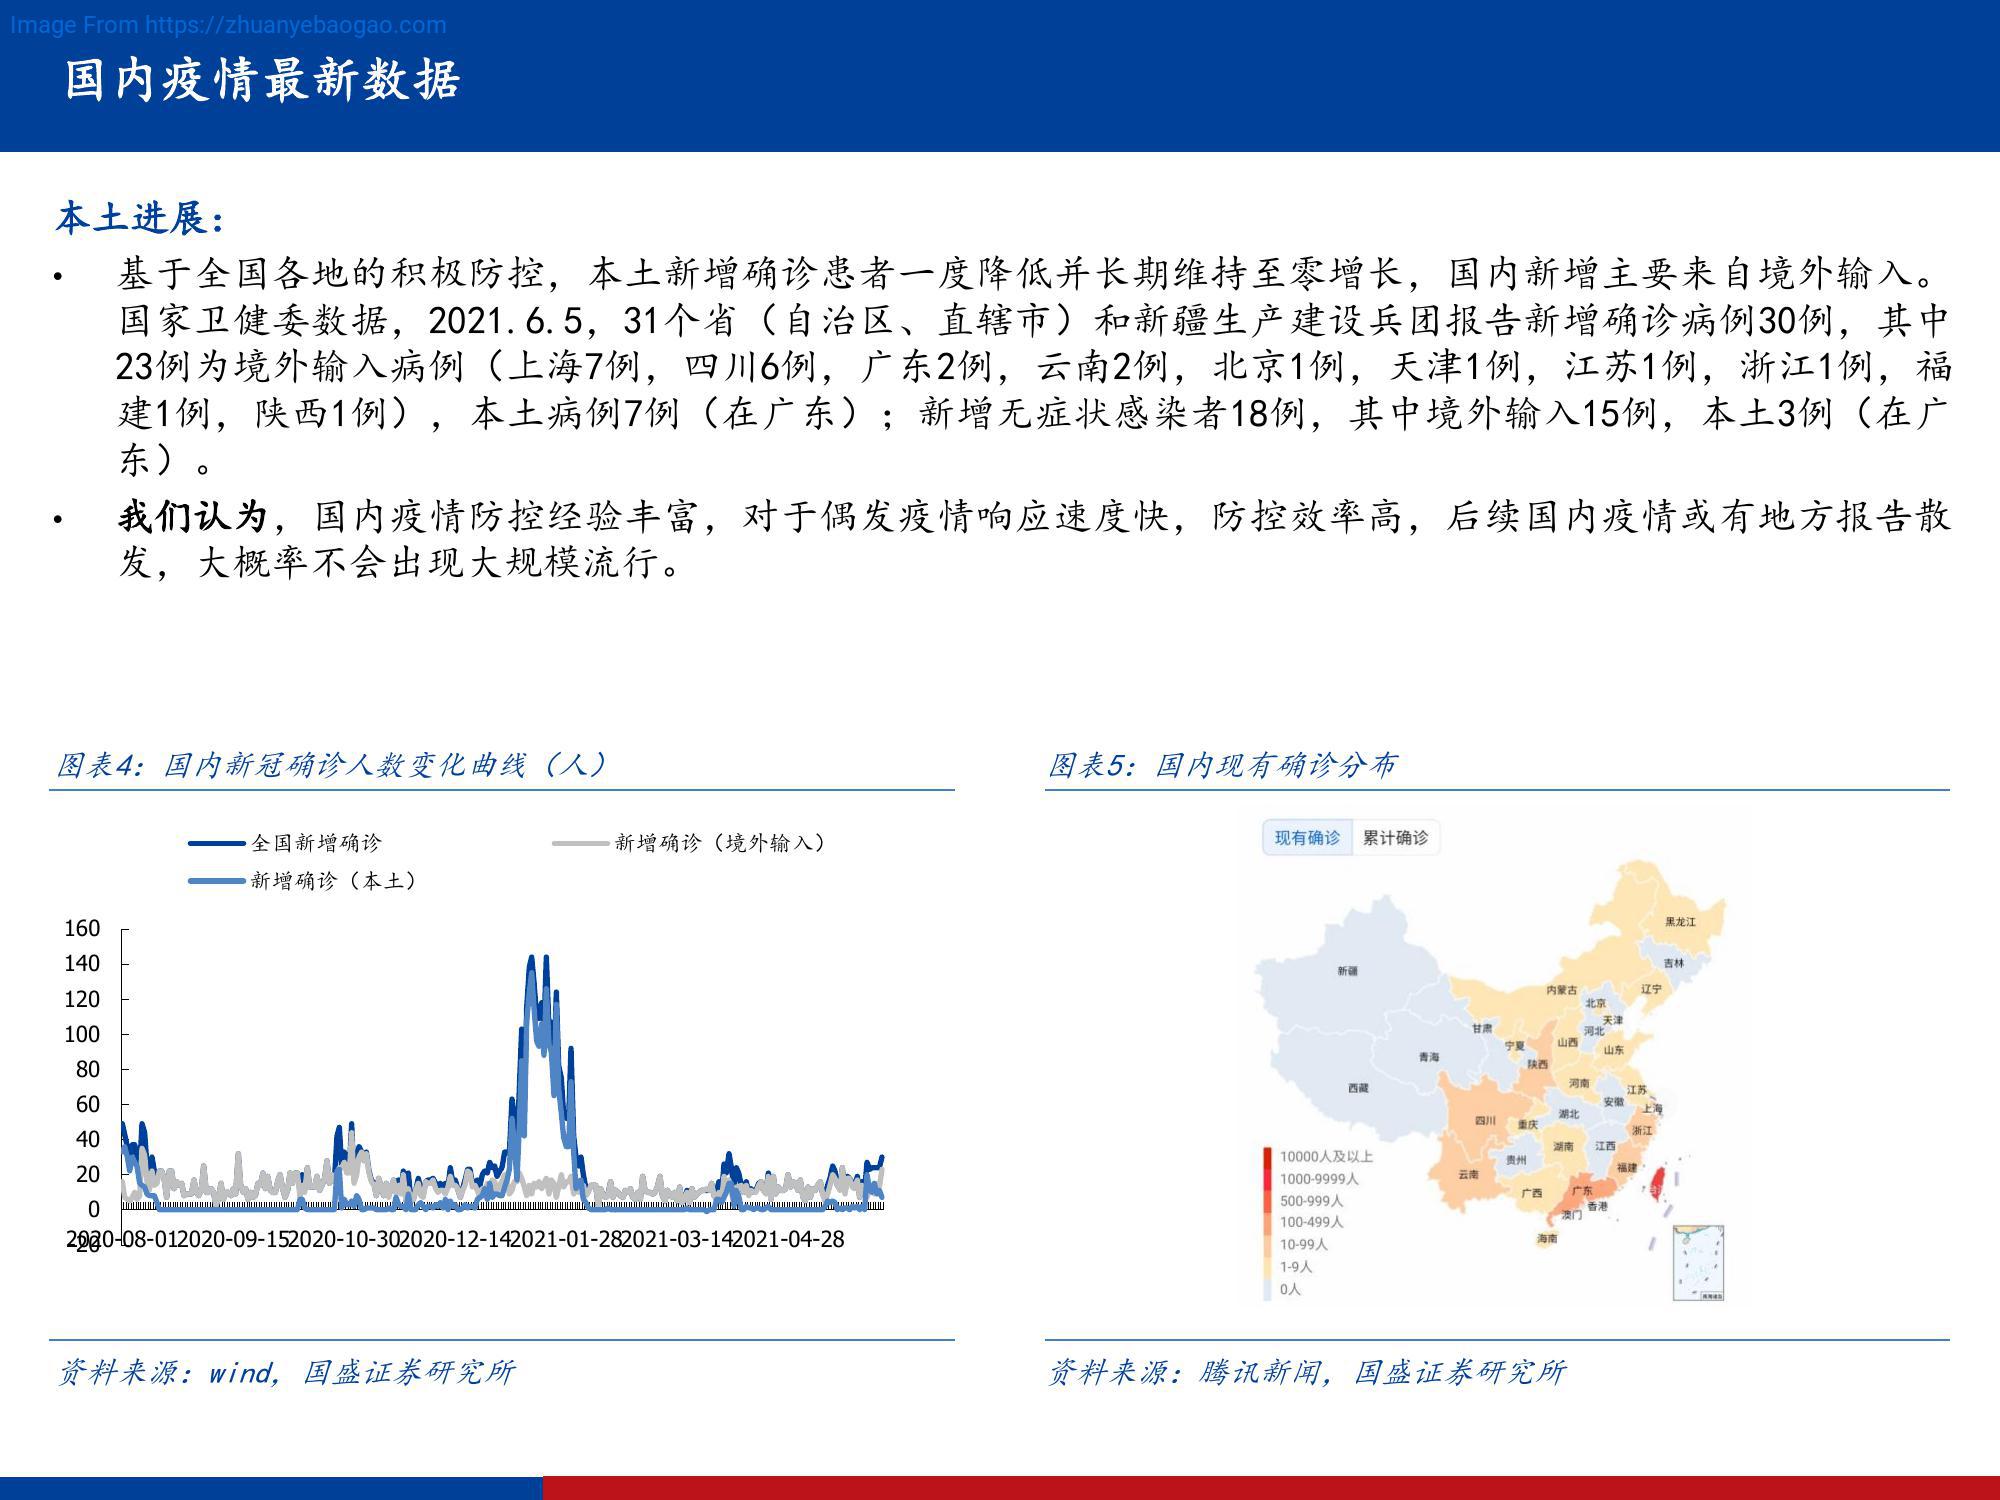 Image From https://zhuanyebaogao.com
国内疫情最新数据
本土进展：
• 基于全国各地的积极防控，本土新增确诊患者一度降低并长期维持至零增长，国内新增主要来自境外输入。
国家卫健委数据，2021.6.5，31个省（自治区、直辖市）和新疆生产建设兵团报告新增确诊病例30例，其中
23例为境外输入病例（上海7例，四川6例，广东2例，云南2例，北京1例，天津1例，江苏1例，浙江1例，福
建1例，陕西1例），本土病例7例（在广东）；新增无症状感染者18例，其中境外输入15例，本土3例（在广
东）。
• 我们认为，国内疫情防控经验丰富，对于偶发疫情响应速度快，防控效率高，后续国内疫情或有地方报告散
发，大概率不会出现大规模流行。
图表4：国内新冠确诊人数变化曲线（人）
全国新增确诊
新增确诊（境外输入）
新增确诊（本土）
160
140
120
100
80
60
40
20
0
-20
2020-08-01 2020-09-15 2020-10-30 2020-12-14 2021-01-28 2021-03-14 2021-04-28
资料来源：wind，国盛证券研究所
图表5：国内现有确诊分布
现有确诊 累计确诊
黑龙江
吉林
新疆
内蒙古
辽宁
北京
天津
甘肃
河北
宁夏
山西
山东
青海
陕西
西藏
河南
江苏
安徽
上海
四川
重庆
湖北
浙江
湖南
江西
贵州
福建
云南
广西
广东
台湾
香港
澳门
海南
10000人及以上
1000-9999人
500-999人
100-499人
10-99人
1-9人
0人
南海诸岛
资料来源：腾讯新闻，国盛证券研究所